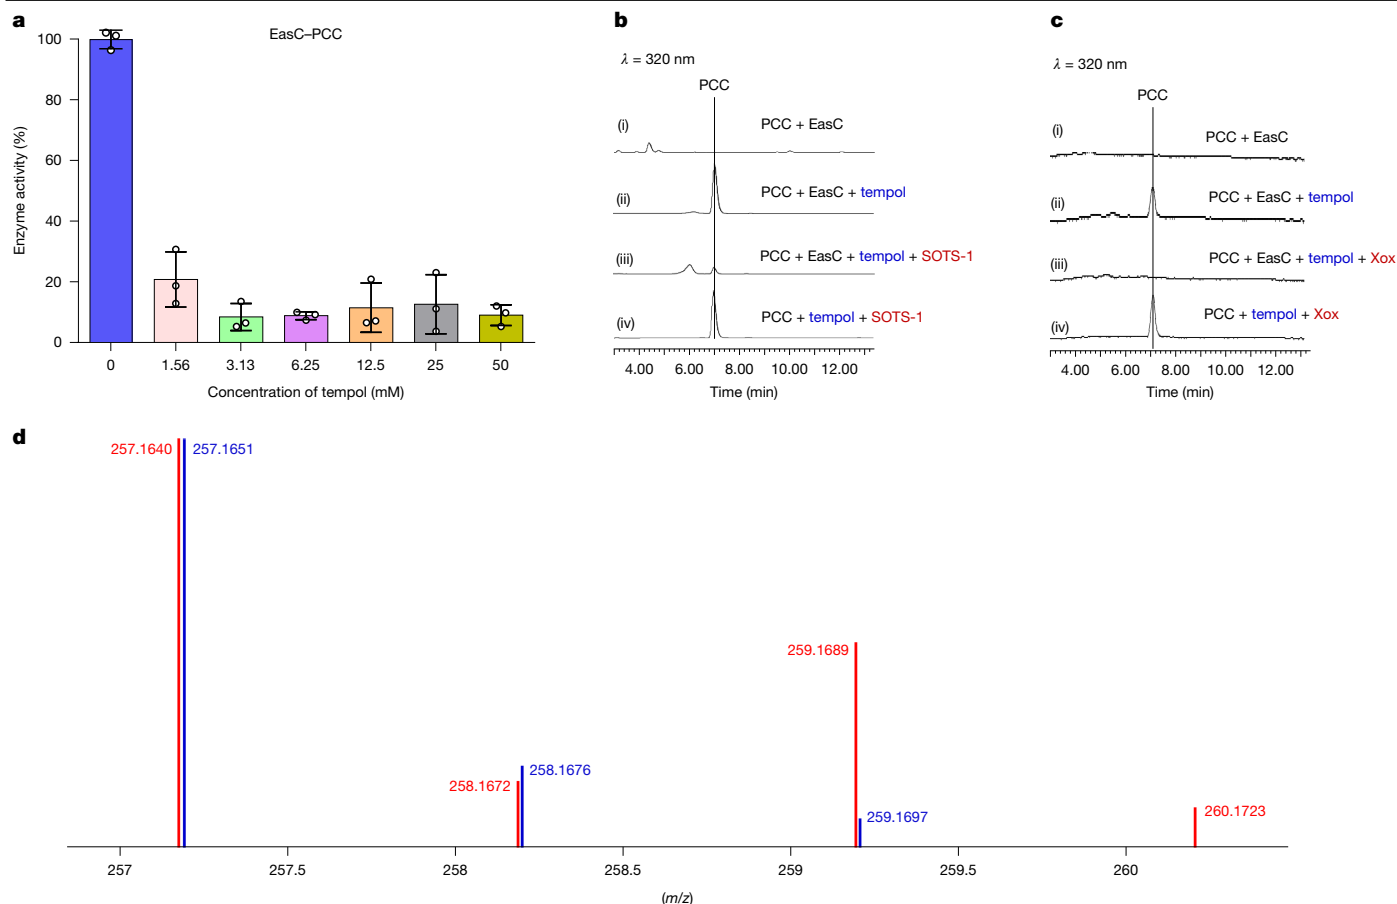 a
EasC–PCC
Enzyme activity (%)
100
80
60
40
20
0
0 1.56 3.13 6.25 12.5 25 50
Concentration of tempol (mM)
b
λ = 320 nm
PCC
(i) PCC + EasC
(ii) PCC + EasC + tempol
(iii) PCC + EasC + tempol + SOTS-1
(iv) PCC + tempol + SOTS-1
4.00 6.00 8.00 10.00 12.00
Time (min)
c
λ = 320 nm
PCC
(i) PCC + EasC
(ii) PCC + EasC + tempol
(iii) PCC + EasC + tempol + Xox
(iv) PCC + tempol + Xox
4.00 6.00 8.00 10.00 12.00
Time (min)
d
257.1640 257.1651
259.1689
258.1672 258.1676
259.1697
260.1723
257 257.5 258 258.5 259 259.5 260
(m/z)